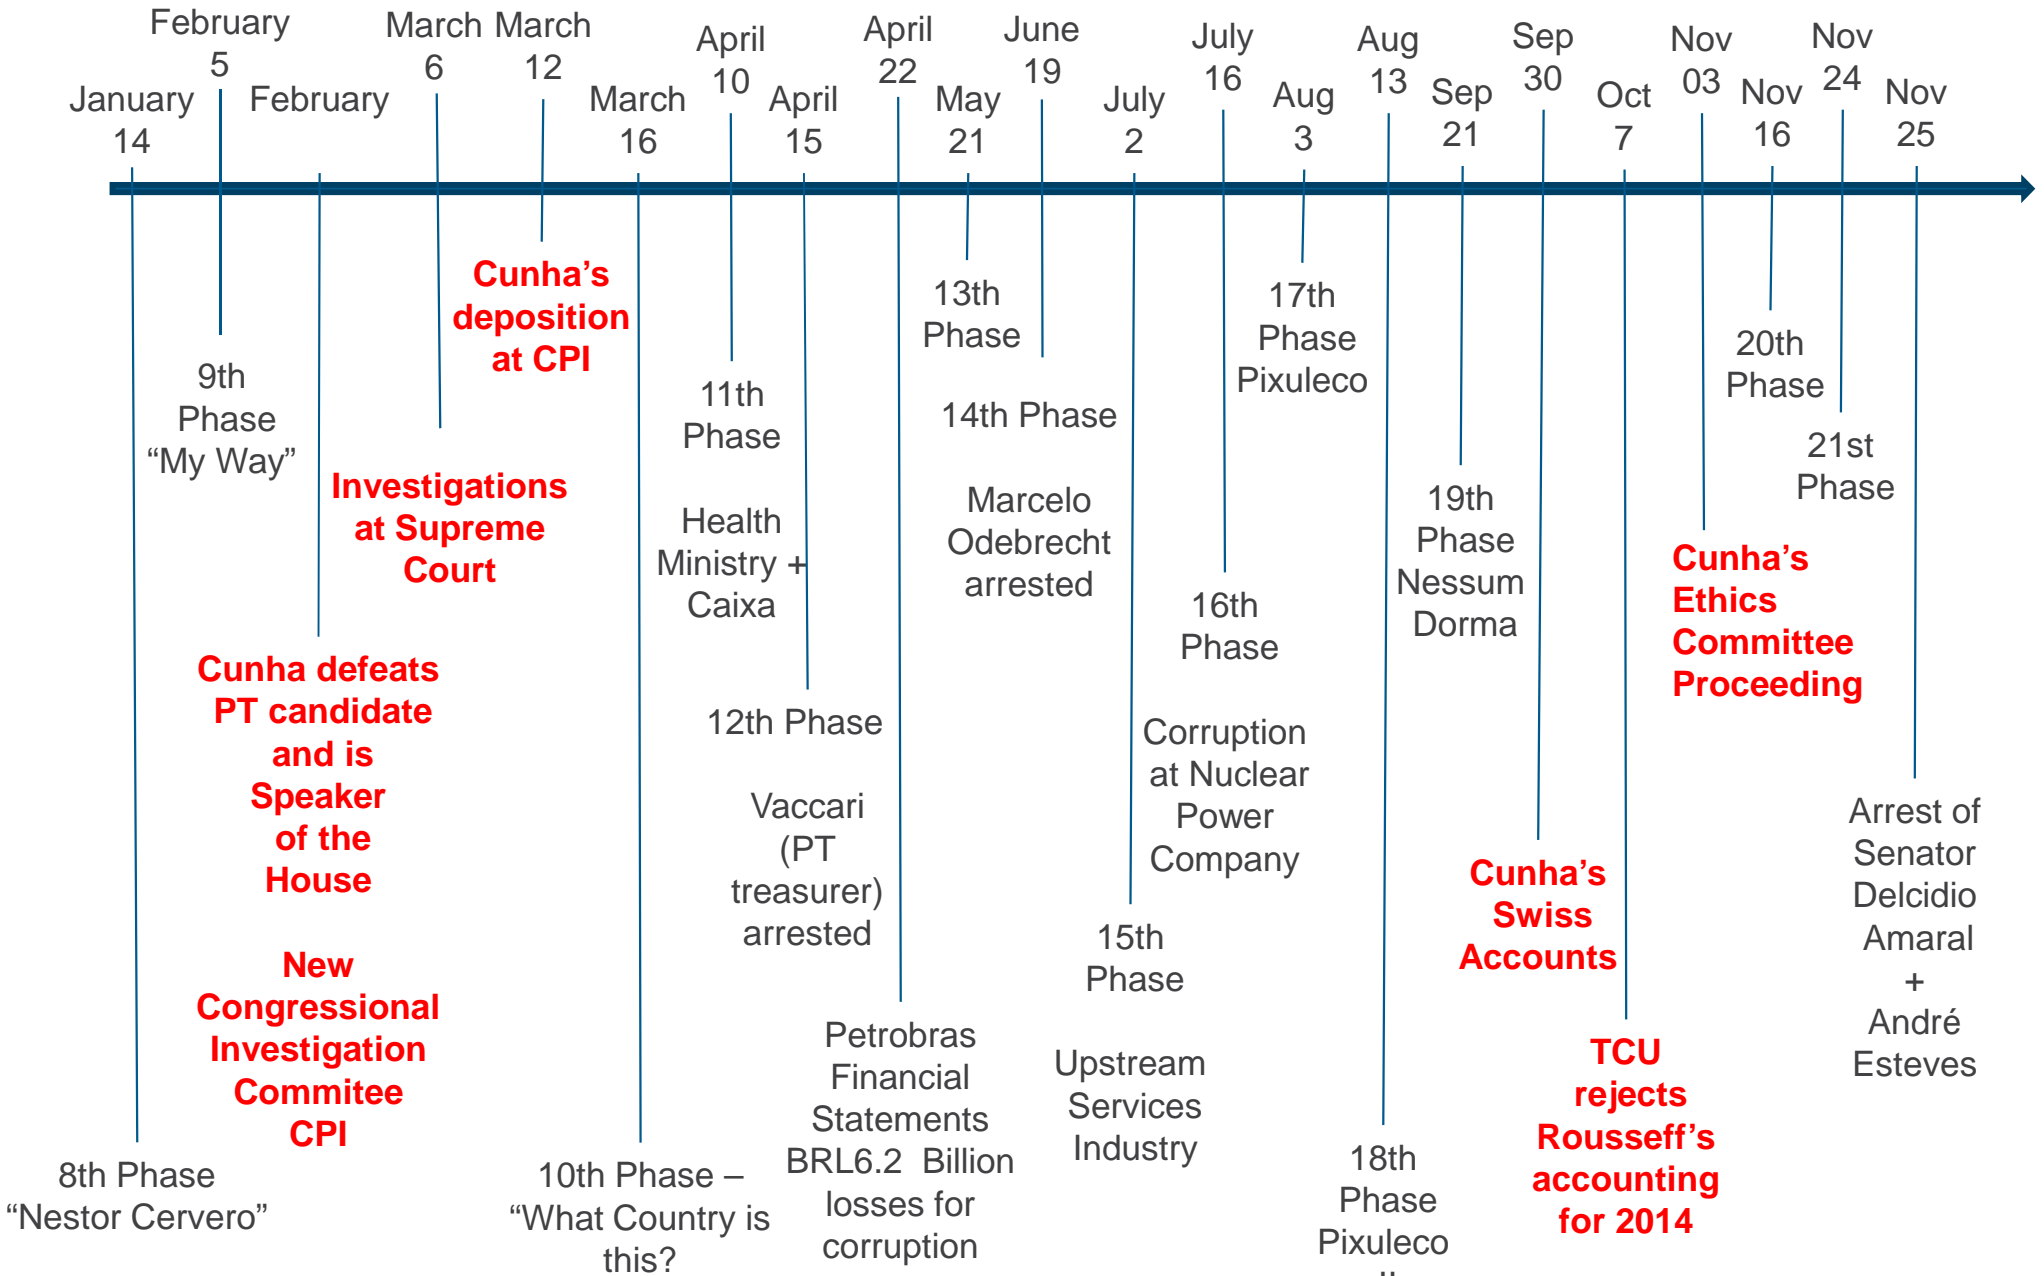 February
5
March
6
March
12
April
10
April
22
June
19
July
16
Aug
13
Sep
30
Nov
03
Nov
24
January
14
February
March
16
April
15
May
21
July
2
Aug
3
Sep
21
Oct
7
Nov
16
Nov
25
8th Phase
“Nestor Cervero”
9th
Phase
“My Way”
Cunha defeats
PT candidate
and is
Speaker
of the
House
New
Congressional
Investigation
Commitee
CPI
Investigations
at Supreme
Court
Cunha’s
deposition
at CPI
10th Phase –
“What Country is
this?
11th
Phase
Health
Ministry +
Caixa
12th Phase
Vaccari
(PT
treasurer)
arrested
Petrobras
Financial
Statements
BRL6.2 Billion
losses for
corruption
13th
Phase
14th Phase
Marcelo
Odebrecht
arrested
15th
Phase
Upstream
Services
Industry
16th
Phase
Corruption
at Nuclear
Power
Company
17th
Phase
Pixuleco
18th
Phase
Pixuleco
19th
Phase
Nessum
Dorma
Cunha’s
Swiss
Accounts
TCU
rejects
Rousseff’s
accounting
for 2014
Cunha’s
Ethics
Committee
Proceeding
20th
Phase
21st
Phase
Arrest of
Senator
Delcidio
Amaral
+
André
Esteves